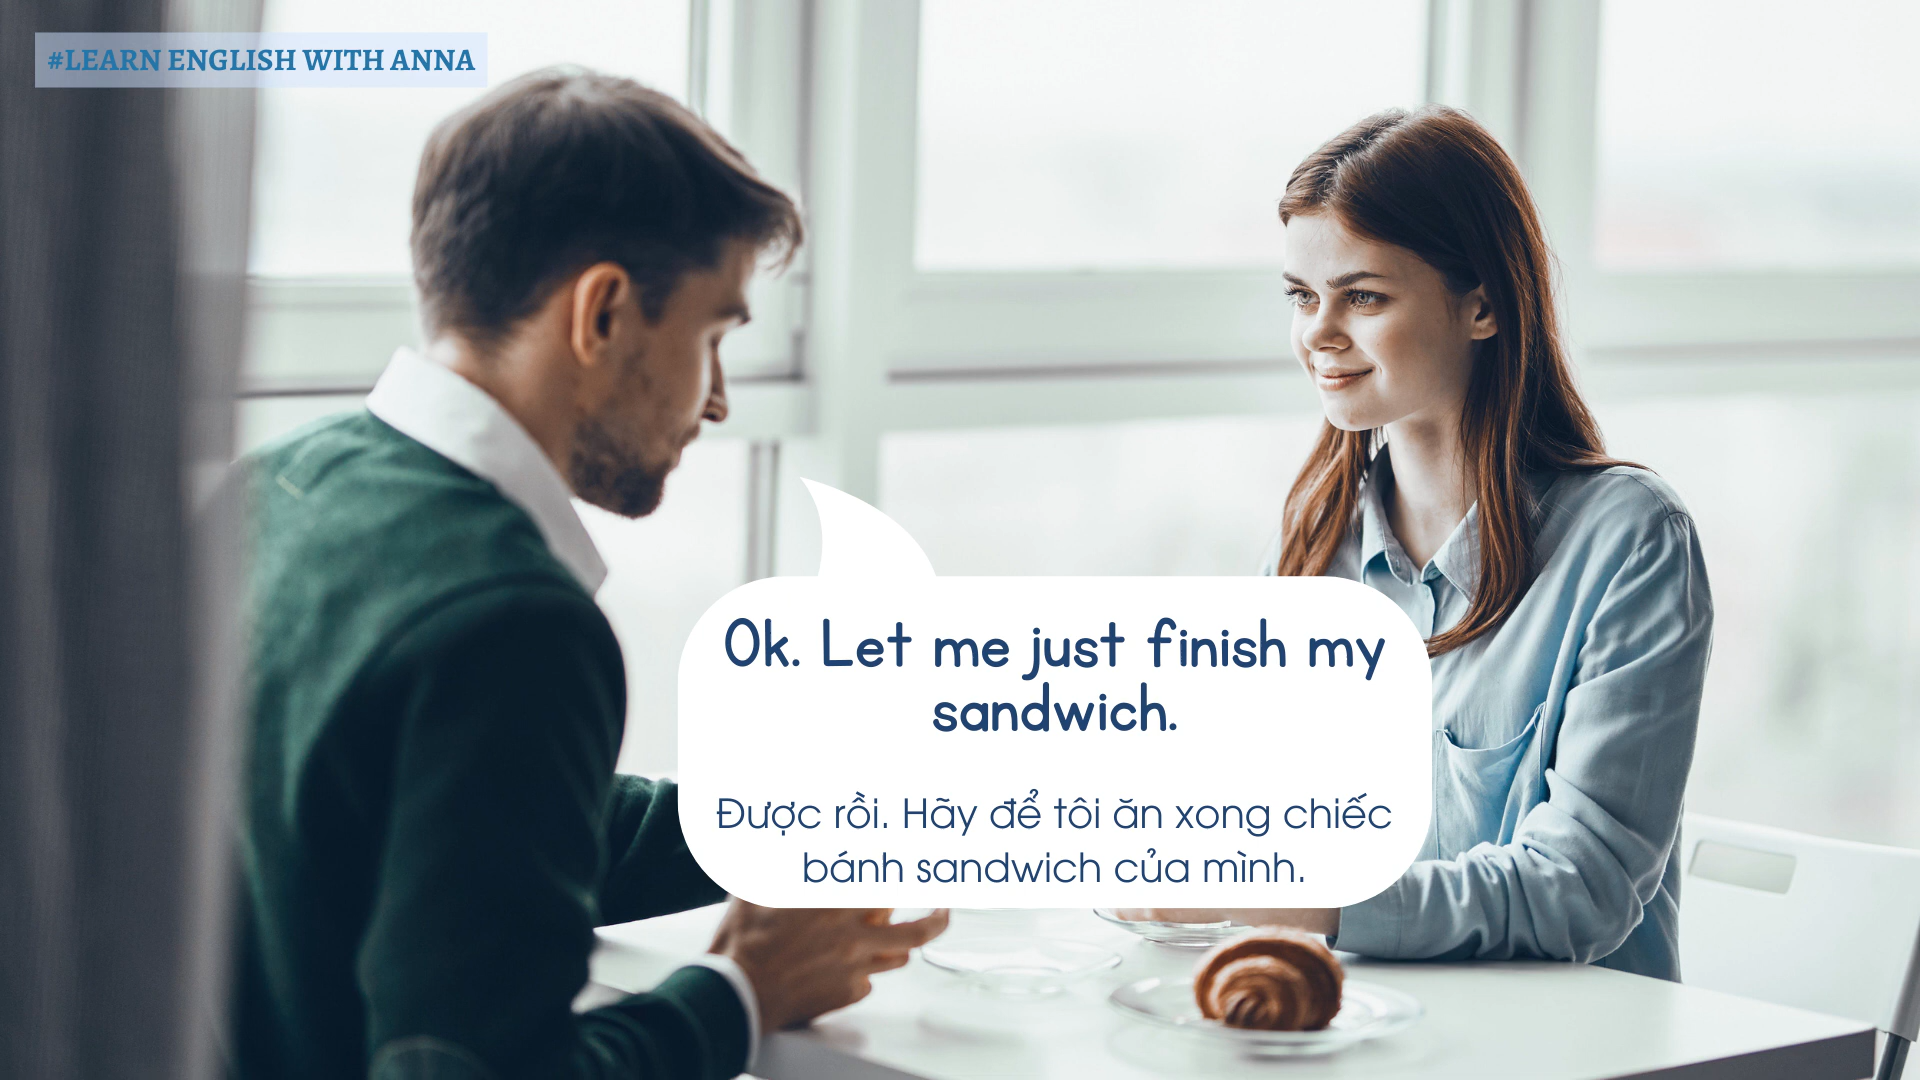 #LEARN ENGLISH WITH ANNA
Ok. Let me just finish my
sandwich.
Được rồi. Hãy để tôi ăn xong chiếc
bánh sandwich của mình.